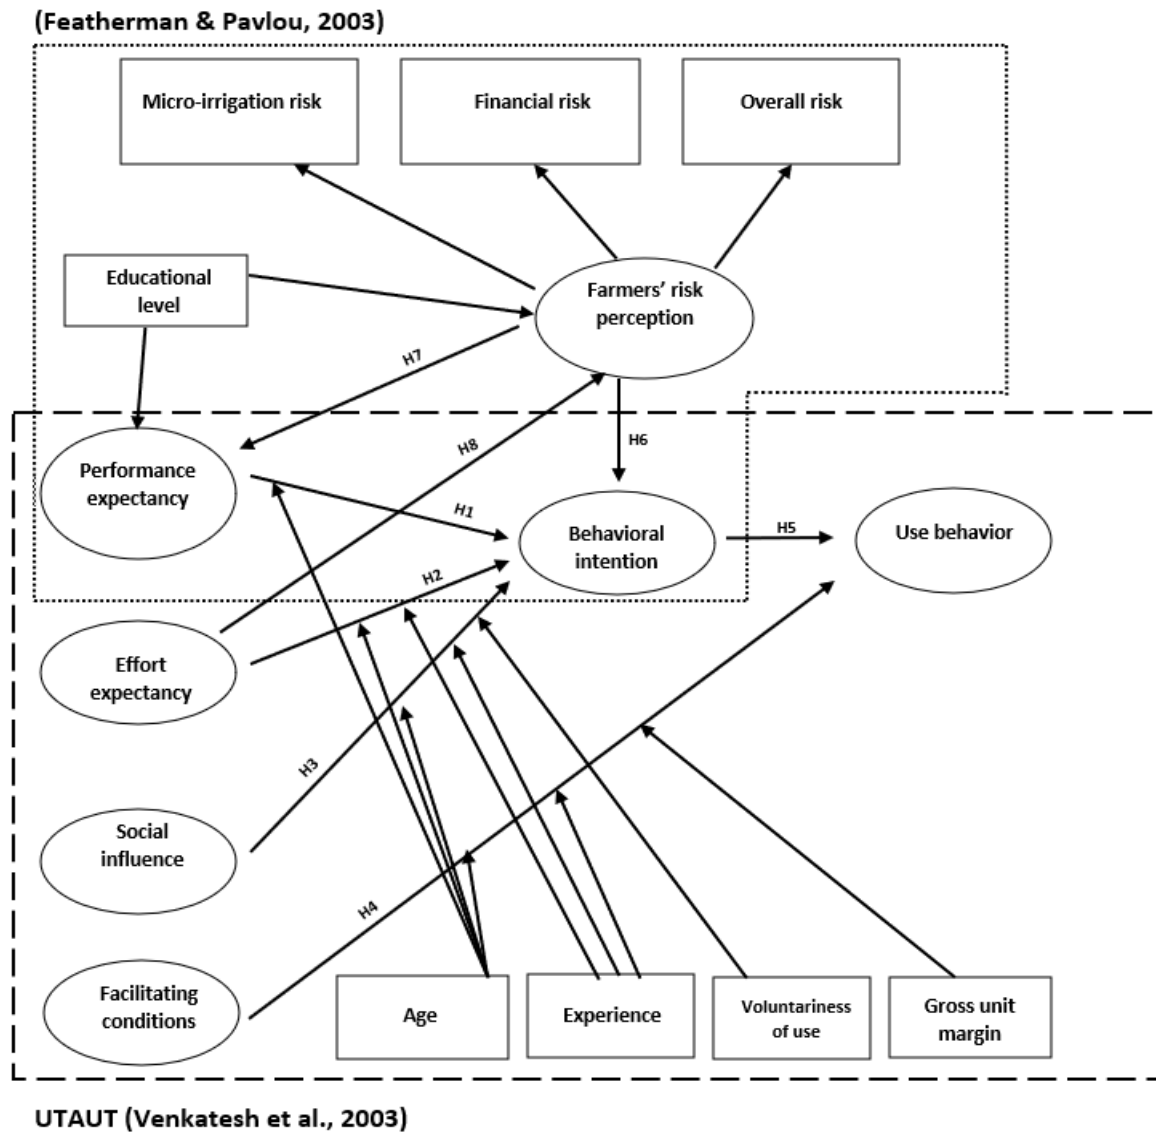 (Featherman & Pavlou, 2003)
Micro-irrigation risk
Financial risk
Overall risk
Educational
level
Farmers’ risk
perception
H7
H8
H6
Performance
expectancy
H1
Behavioral
intention
H5
Use behavior
H2
Effort
expectancy
H3
Social
influence
H4
Facilitating
conditions
Age
Experience
Voluntariness
of use
Gross unit
margin
UTAUT (Venkatesh et al., 2003)